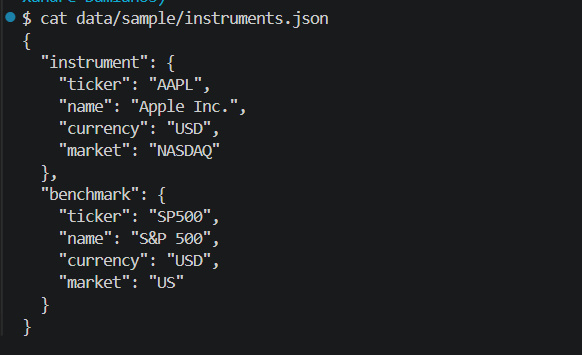 $ cat data/sample/instruments.json
{
  "instrument": {
    "ticker": "AAPL",
    "name": "Apple Inc.",
    "currency": "USD",
    "market": "NASDAQ"
  },
  "benchmark": {
    "ticker": "SP500",
    "name": "S&P 500",
    "currency": "USD",
    "market": "US"
  }
}